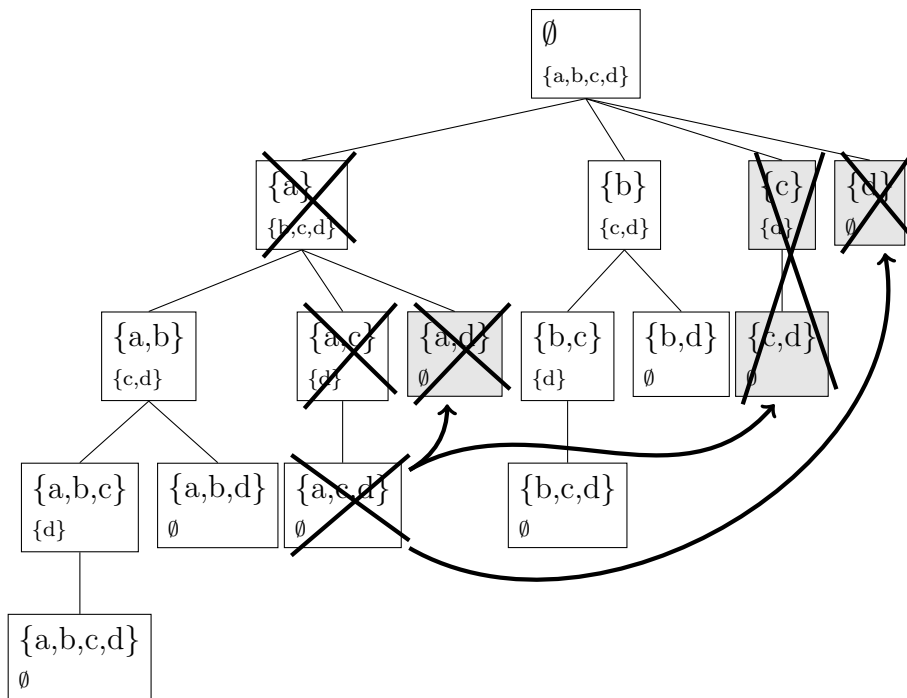 ∅
{a,b,c,d}
{a}
{b,c,d}
{b}
{c,d}
{c}
{d}
{d}
∅
{a,b}
{c,d}
{a,c}
{d}
{a,d}
∅
{b,c}
{d}
{b,d}
∅
{c,d}
∅
{a,b,c}
{d}
{a,b,d}
∅
{a,c,d}
∅
{b,c,d}
∅
{a,b,c,d}
∅